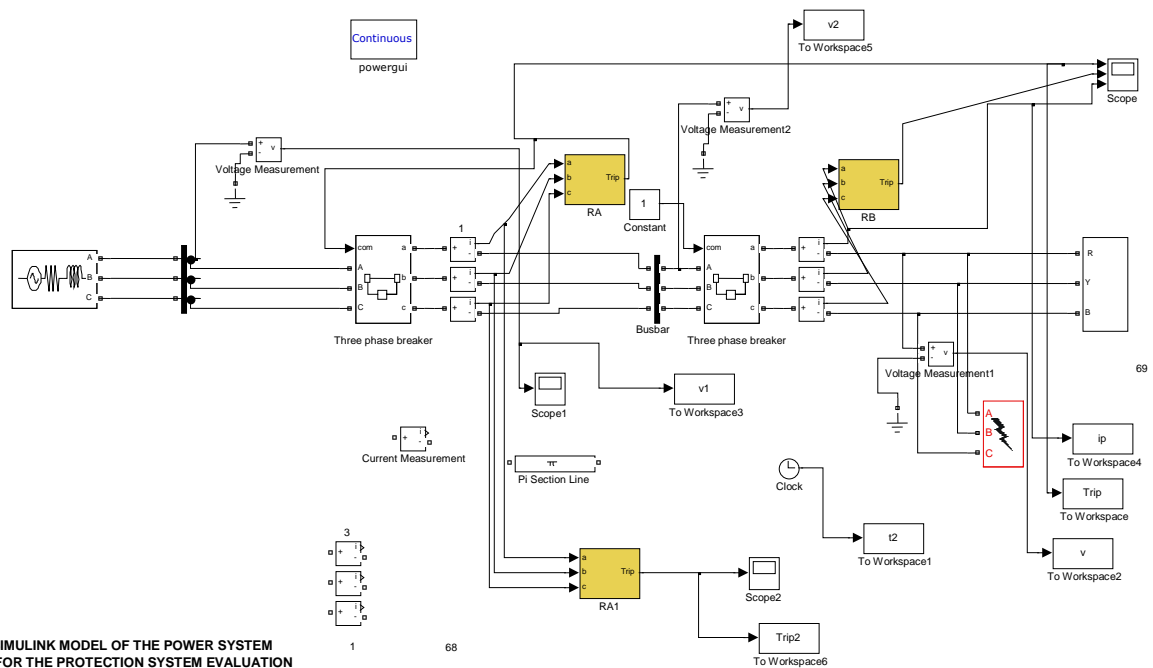 Continuous
powergui
v2
To Workspace5
Scope
+
-
v
Voltage Measurement2
+
-
v
Voltage Measurement
a
b
c
Trip
RA
1
Constant
a
b
c
Trip
RB
A
B
C
com
A
B
C
a
b
c
Three phase breaker
1
+
i
-
+
i
-
+
i
-
Busbar
com
A
B
C
a
b
c
Three phase breaker
+
i
-
+
i
-
+
i
-
R
Y
B
69
+
-
v
Voltage Measurement1
Scope1
v1
To Workspace3
A
B
C
ip
To Workspace4
+
i
-
Current Measurement
Pi Section Line
Clock
Trip
To Workspace
t2
To Workspace1
v
To Workspace2
3
+
i
-
+
i
-
+
i
-
1
68
a
b
c
Trip
RA1
Scope2
Trip2
To Workspace6
IMULINK MODEL OF THE POWER SYSTEM
FOR THE PROTECTION SYSTEM EVALUATION